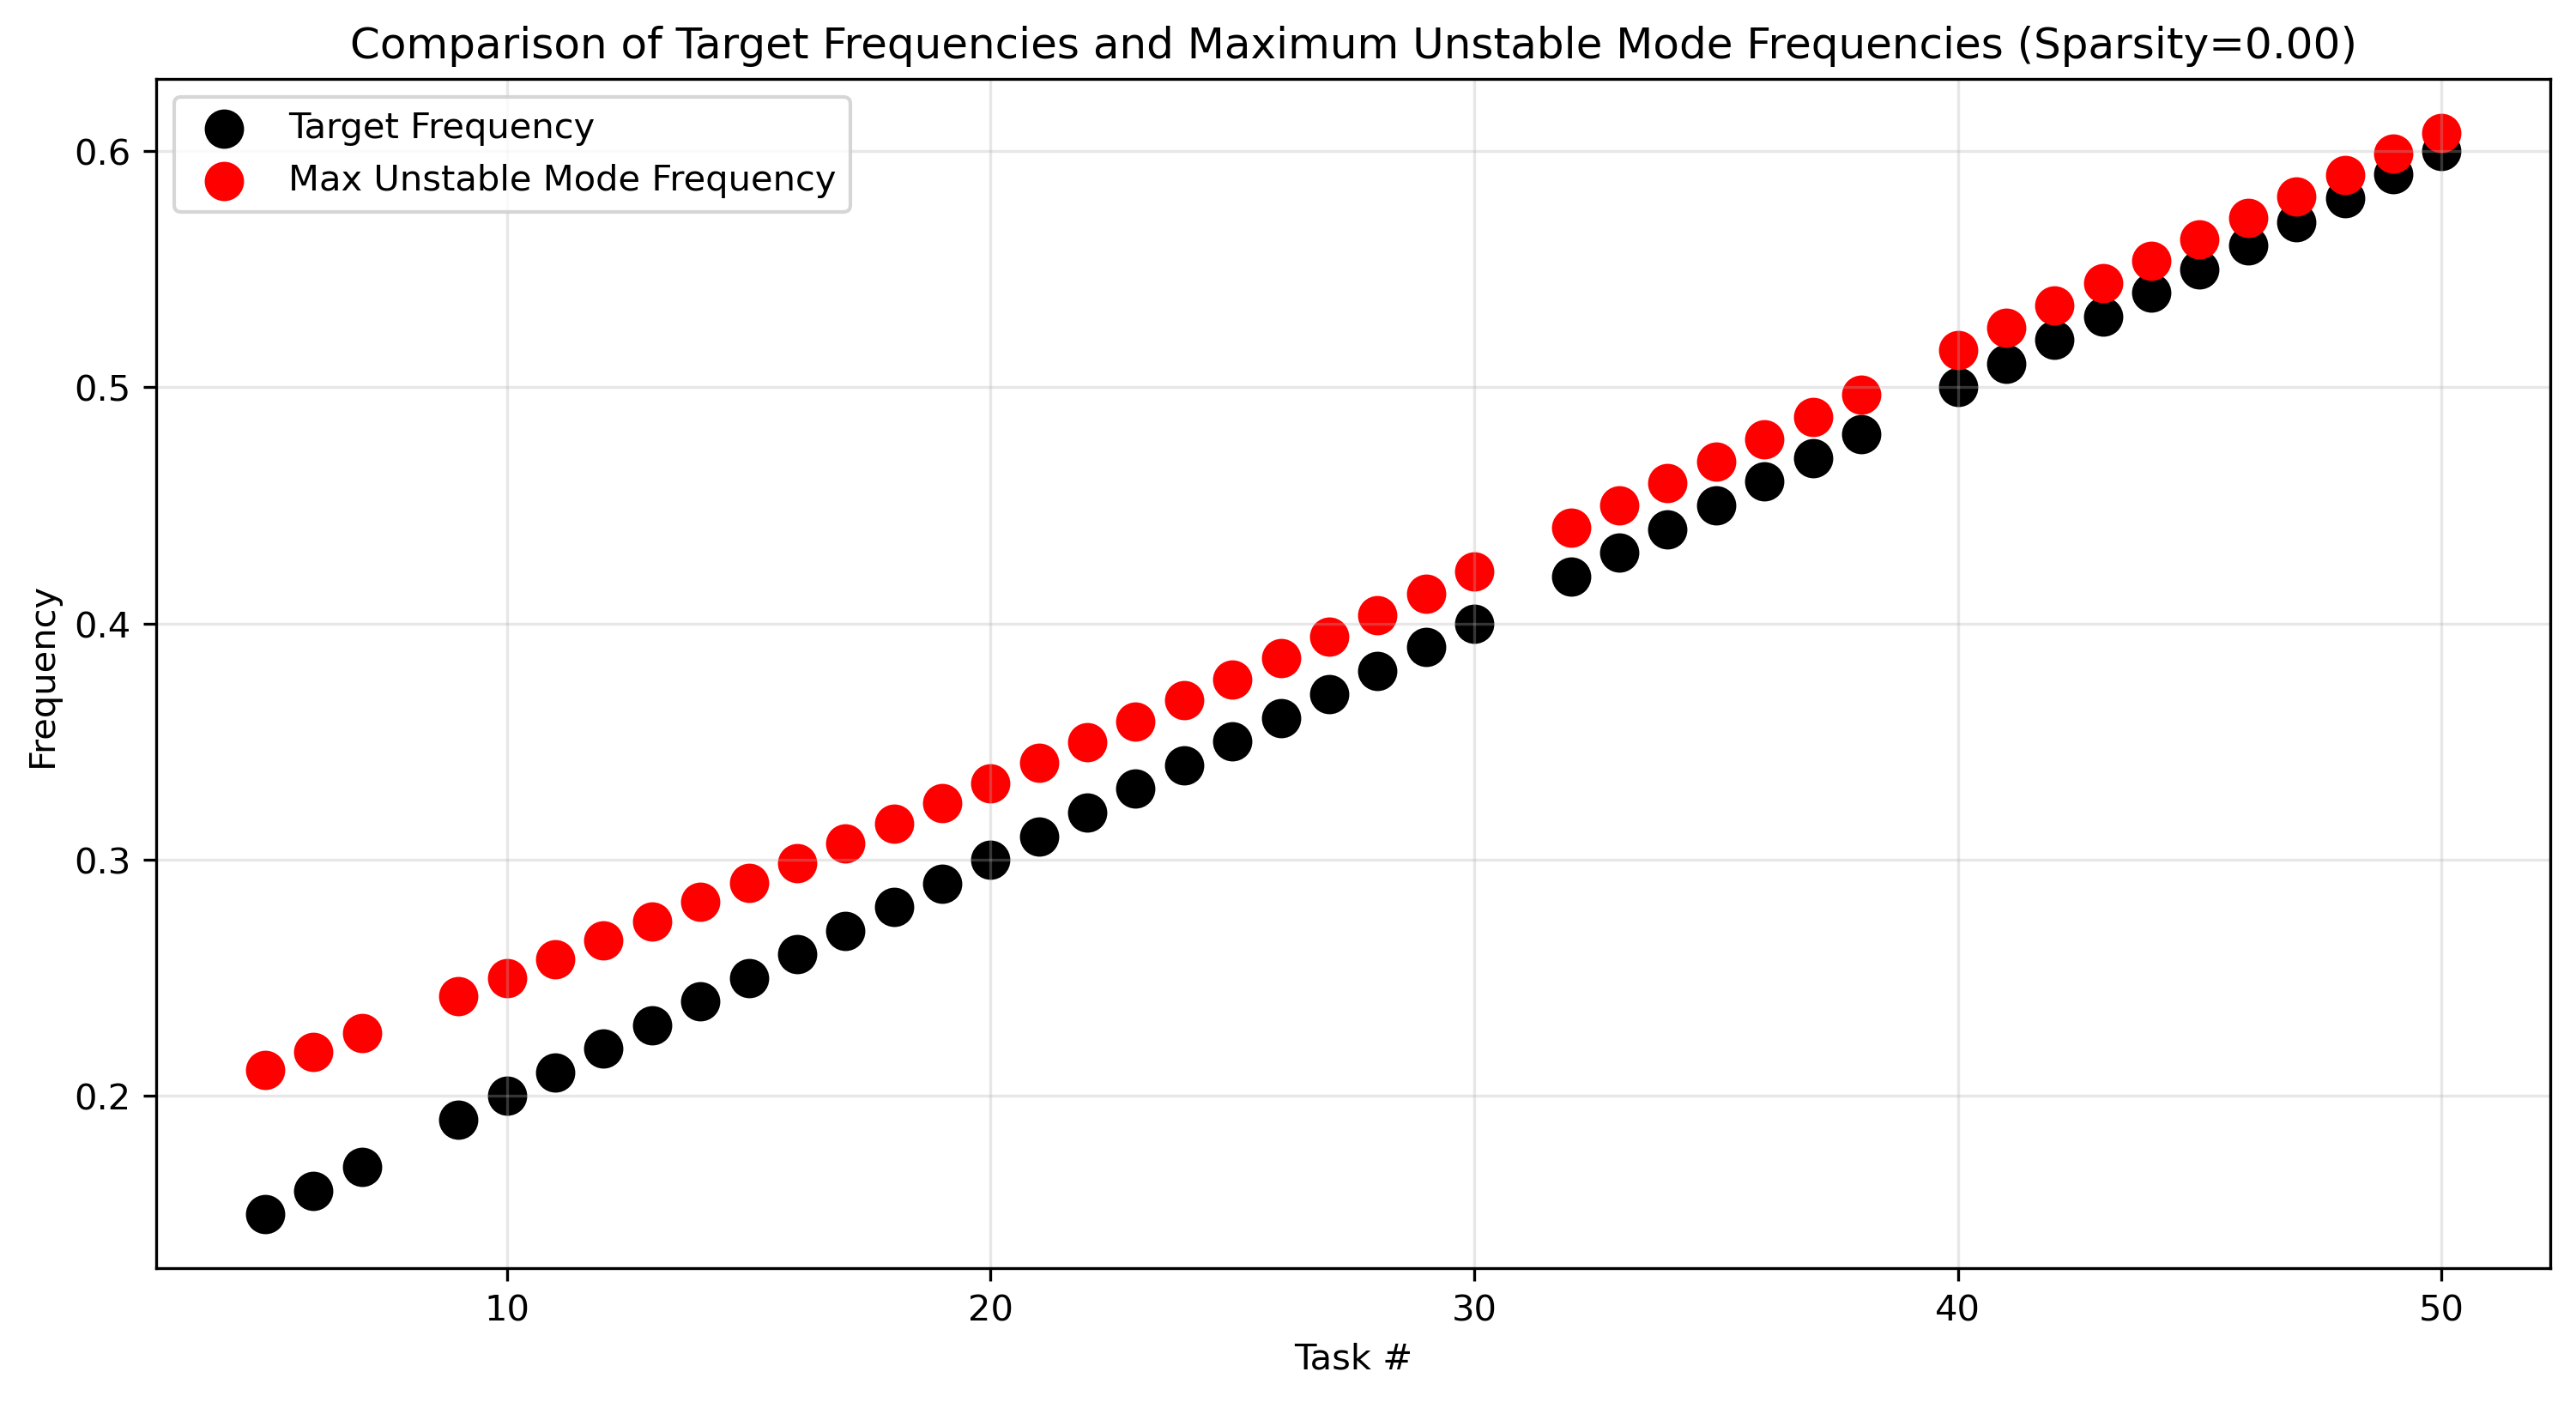 Comparison of Target Frequencies and Maximum Unstable Mode Frequencies (Sparsity=0.00)
Target Frequency
Max Unstable Mode Frequency
0.6
0.5
0.4
0.3
0.2
Frequency
10
20
30
40
50
Task #